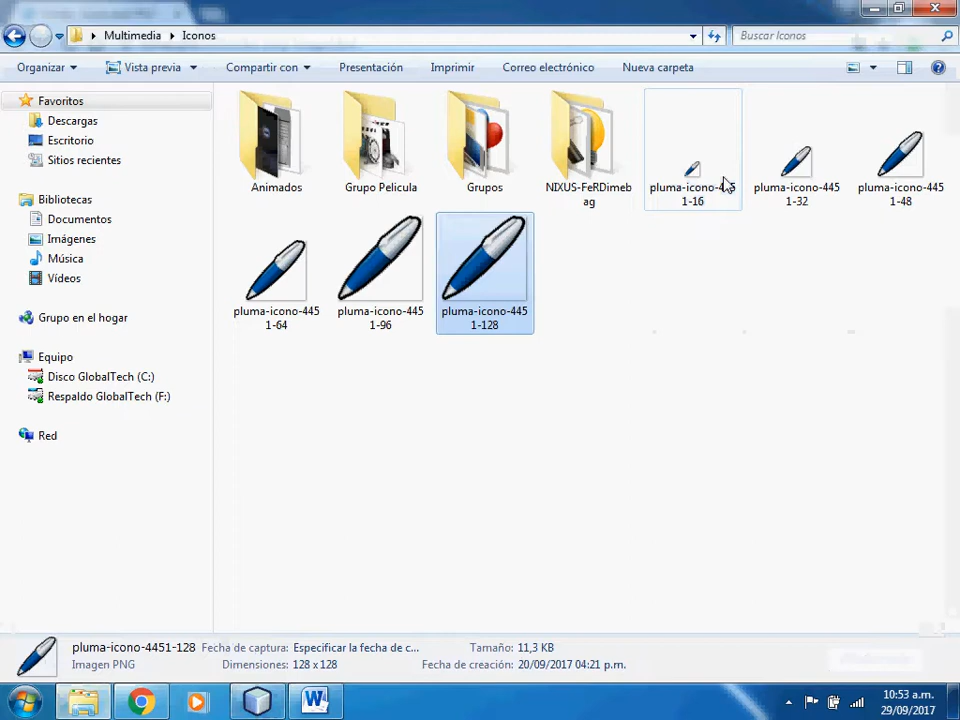 Multimedia
Iconos
Buscar Iconos
Organizar
Vista previa
Compartir con
Presentación
Imprimir
Correo electrónico
Nueva carpeta
Favoritos
Descargas
Escritorio
Sitios recientes
Bibliotecas
Documentos
Imágenes
Música
Vídeos
Grupo en el hogar
Equipo
Disco GlobalTech (C:)
Respaldo GlobalTech (F:)
Red
Animados
Grupo Pelicula
Grupos
NIXUS-FeRDimeb
ag
pluma-icono-445
1-16
pluma-icono-445
1-32
pluma-icono-445
1-48
pluma-icono-445
1-64
pluma-icono-445
1-96
pluma-icono-445
1-128
pluma-icono-4451-128
Imagen PNG
Fecha de captura: Especificar la fecha de c...
Dimensiones: 128 x 128
Tamaño: 11,3 KB
Fecha de creación: 20/09/2017 04:21 p.m.
10:53 a.m.
29/09/2017